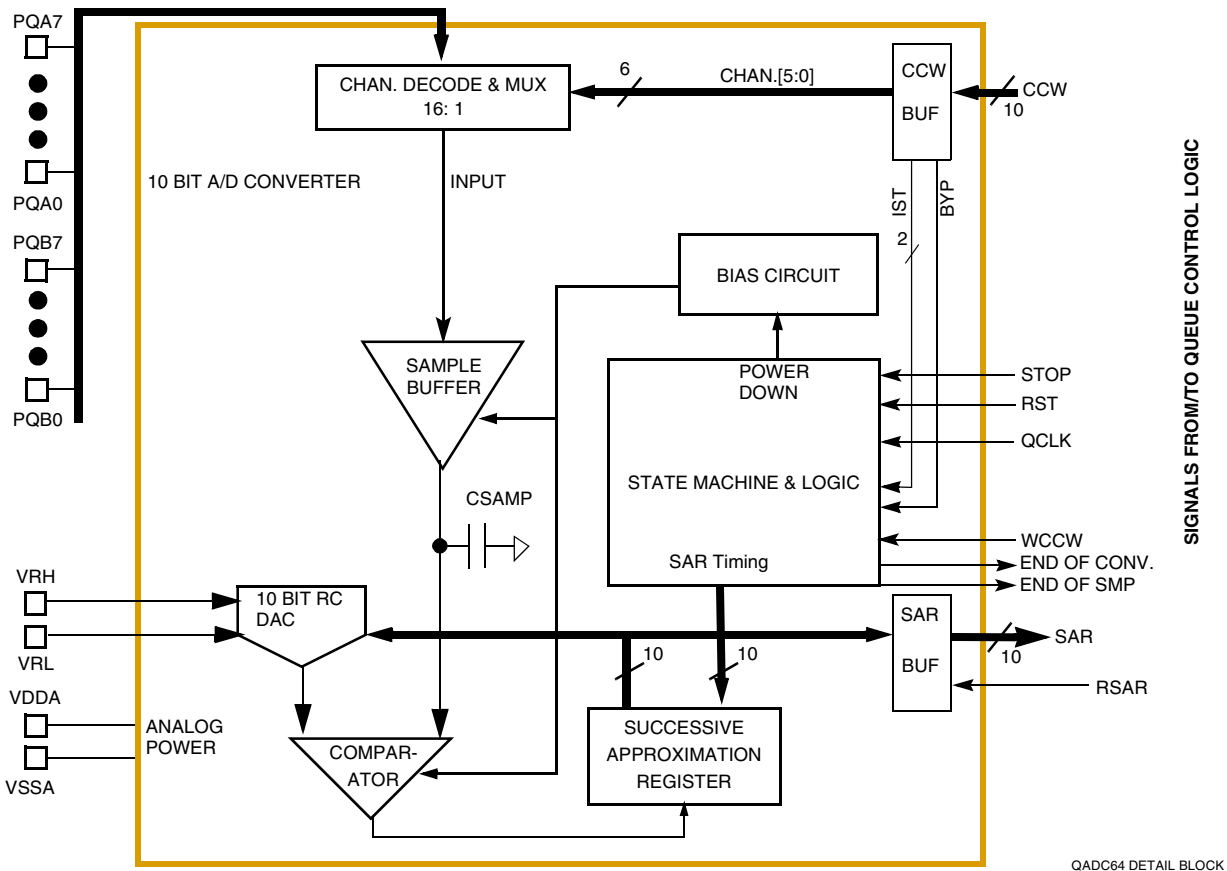 PQA7
PQA0
PQB7
PQB0
VRH
VRL
VDDA
VSSA
CHAN. DECODE & MUX
16: 1
6
CHAN.[5:0]
CCW
BUF
CCW
10
10 BIT A/D CONVERTER
INPUT
IST
BYP
2
BIAS CIRCUIT
SAMPLE
BUFFER
POWER
DOWN
STATE MACHINE & LOGIC
SAR Timing
STOP
RST
QCLK
WCCW
END OF CONV.
END OF SMP
CSAMP
10 BIT RC
DAC
10
10
SAR
BUF
SAR
10
RSAR
ANALOG
POWER
COMPAR-
ATOR
SUCCESSIVE
APPROXIMATION
REGISTER
SIGNALS FROM/TO QUEUE CONTROL LOGIC
QADC64 DETAIL BLOCK